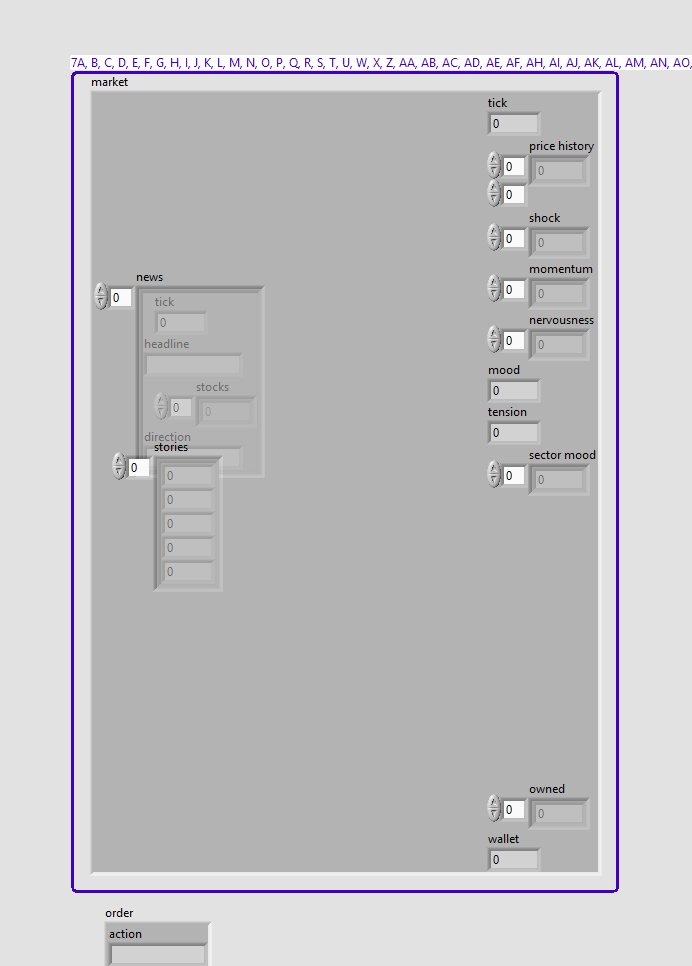 7A, B, C, D, E, F, G, H, I, J, K, L, M, N, O, P, Q, R, S, T, U, W, X, Z, AA, AB, AC, AD, AE, AF, AH, AI, AJ, AK, AL, AM, AN, AO,
market
tick
0
price history
0
0
0
shock
0
0
momentum
0
0
nervousness
0
0
mood
0
tension
0
sector mood
0
0
news
0
tick
0
headline
stocks
0
0
direction
stories
0
0
0
0
0
0
owned
0
0
wallet
0
order
action